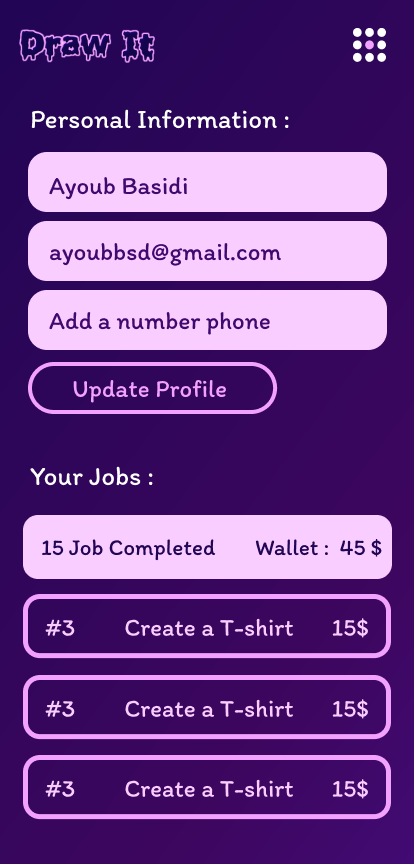 Draw It
Personal Information :
Ayoub Basidi
ayoubbsd@gmail.com
Add a number phone
Update Profile
Your Jobs :
15 Job Completed Wallet : 45 $
#3 Create a T-shirt 15$
#3 Create a T-shirt 15$
#3 Create a T-shirt 15$